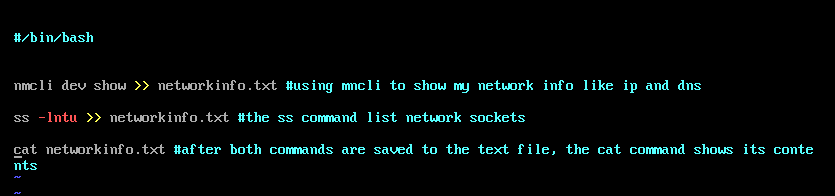 #/bin/bash
nmcli dev show >> networkinfo.txt #using mncli to show my network info like ip and dns
ss -lntu >> networkinfo.txt #the ss command list network sockets
cat networkinfo.txt #after both commands are saved to the text file, the cat command shows its conte
nts
~
~